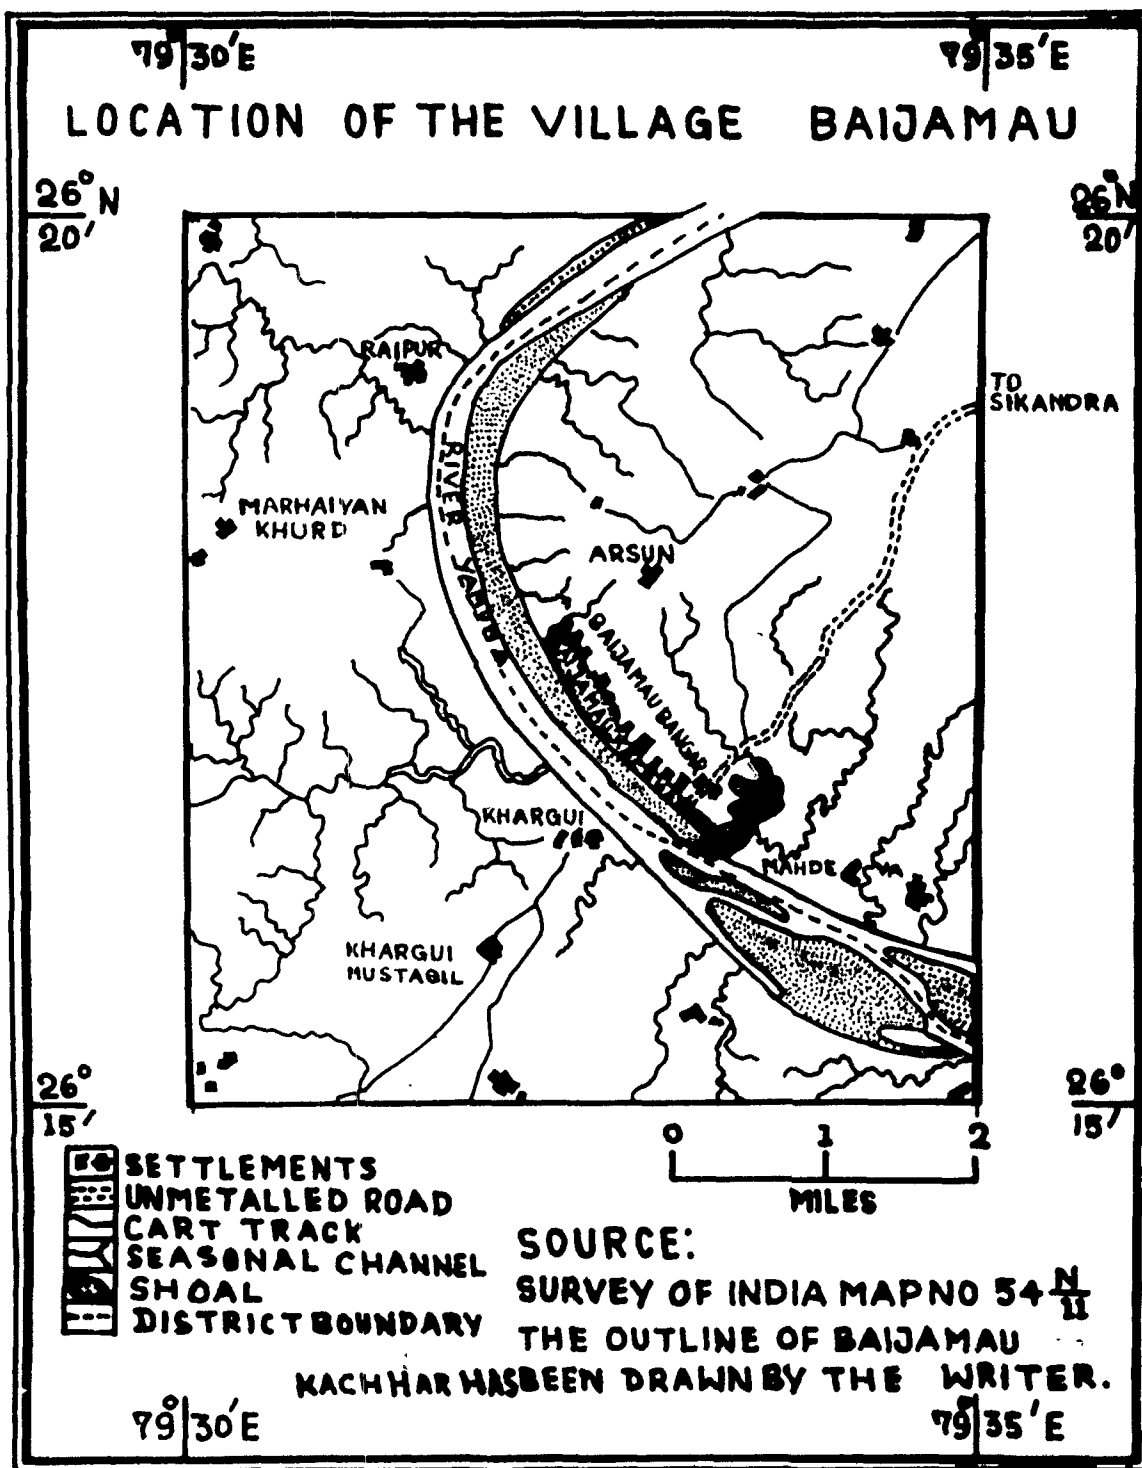 79 30'E
79 35'E
LOCATION OF THE VILLAGE BAIJAMAU
26° N
20'
26° N
20'
RAIPUR
TO
SIKANDRA
RIVER YAMUNA
MARHAIYAN
KHURD
ARSUN
BAIJAMAU BANGAR
KHARGUI
MAHDE VA
KHARGUI
MUSTAQIL
26°
15'
26°
15'
0 1 2
MILES
SETTLEMENTS
UNMETALLED ROAD
CART TRACK
SEASONAL CHANNEL
SHOAL
DISTRICT BOUNDARY
SOURCE:
SURVEY OF INDIA MAP NO 54 N/11
THE OUTLINE OF BAIJAMAU
KACHHAR HAS BEEN DRAWN BY THE WRITER.
79° 30'E
79° 35'E